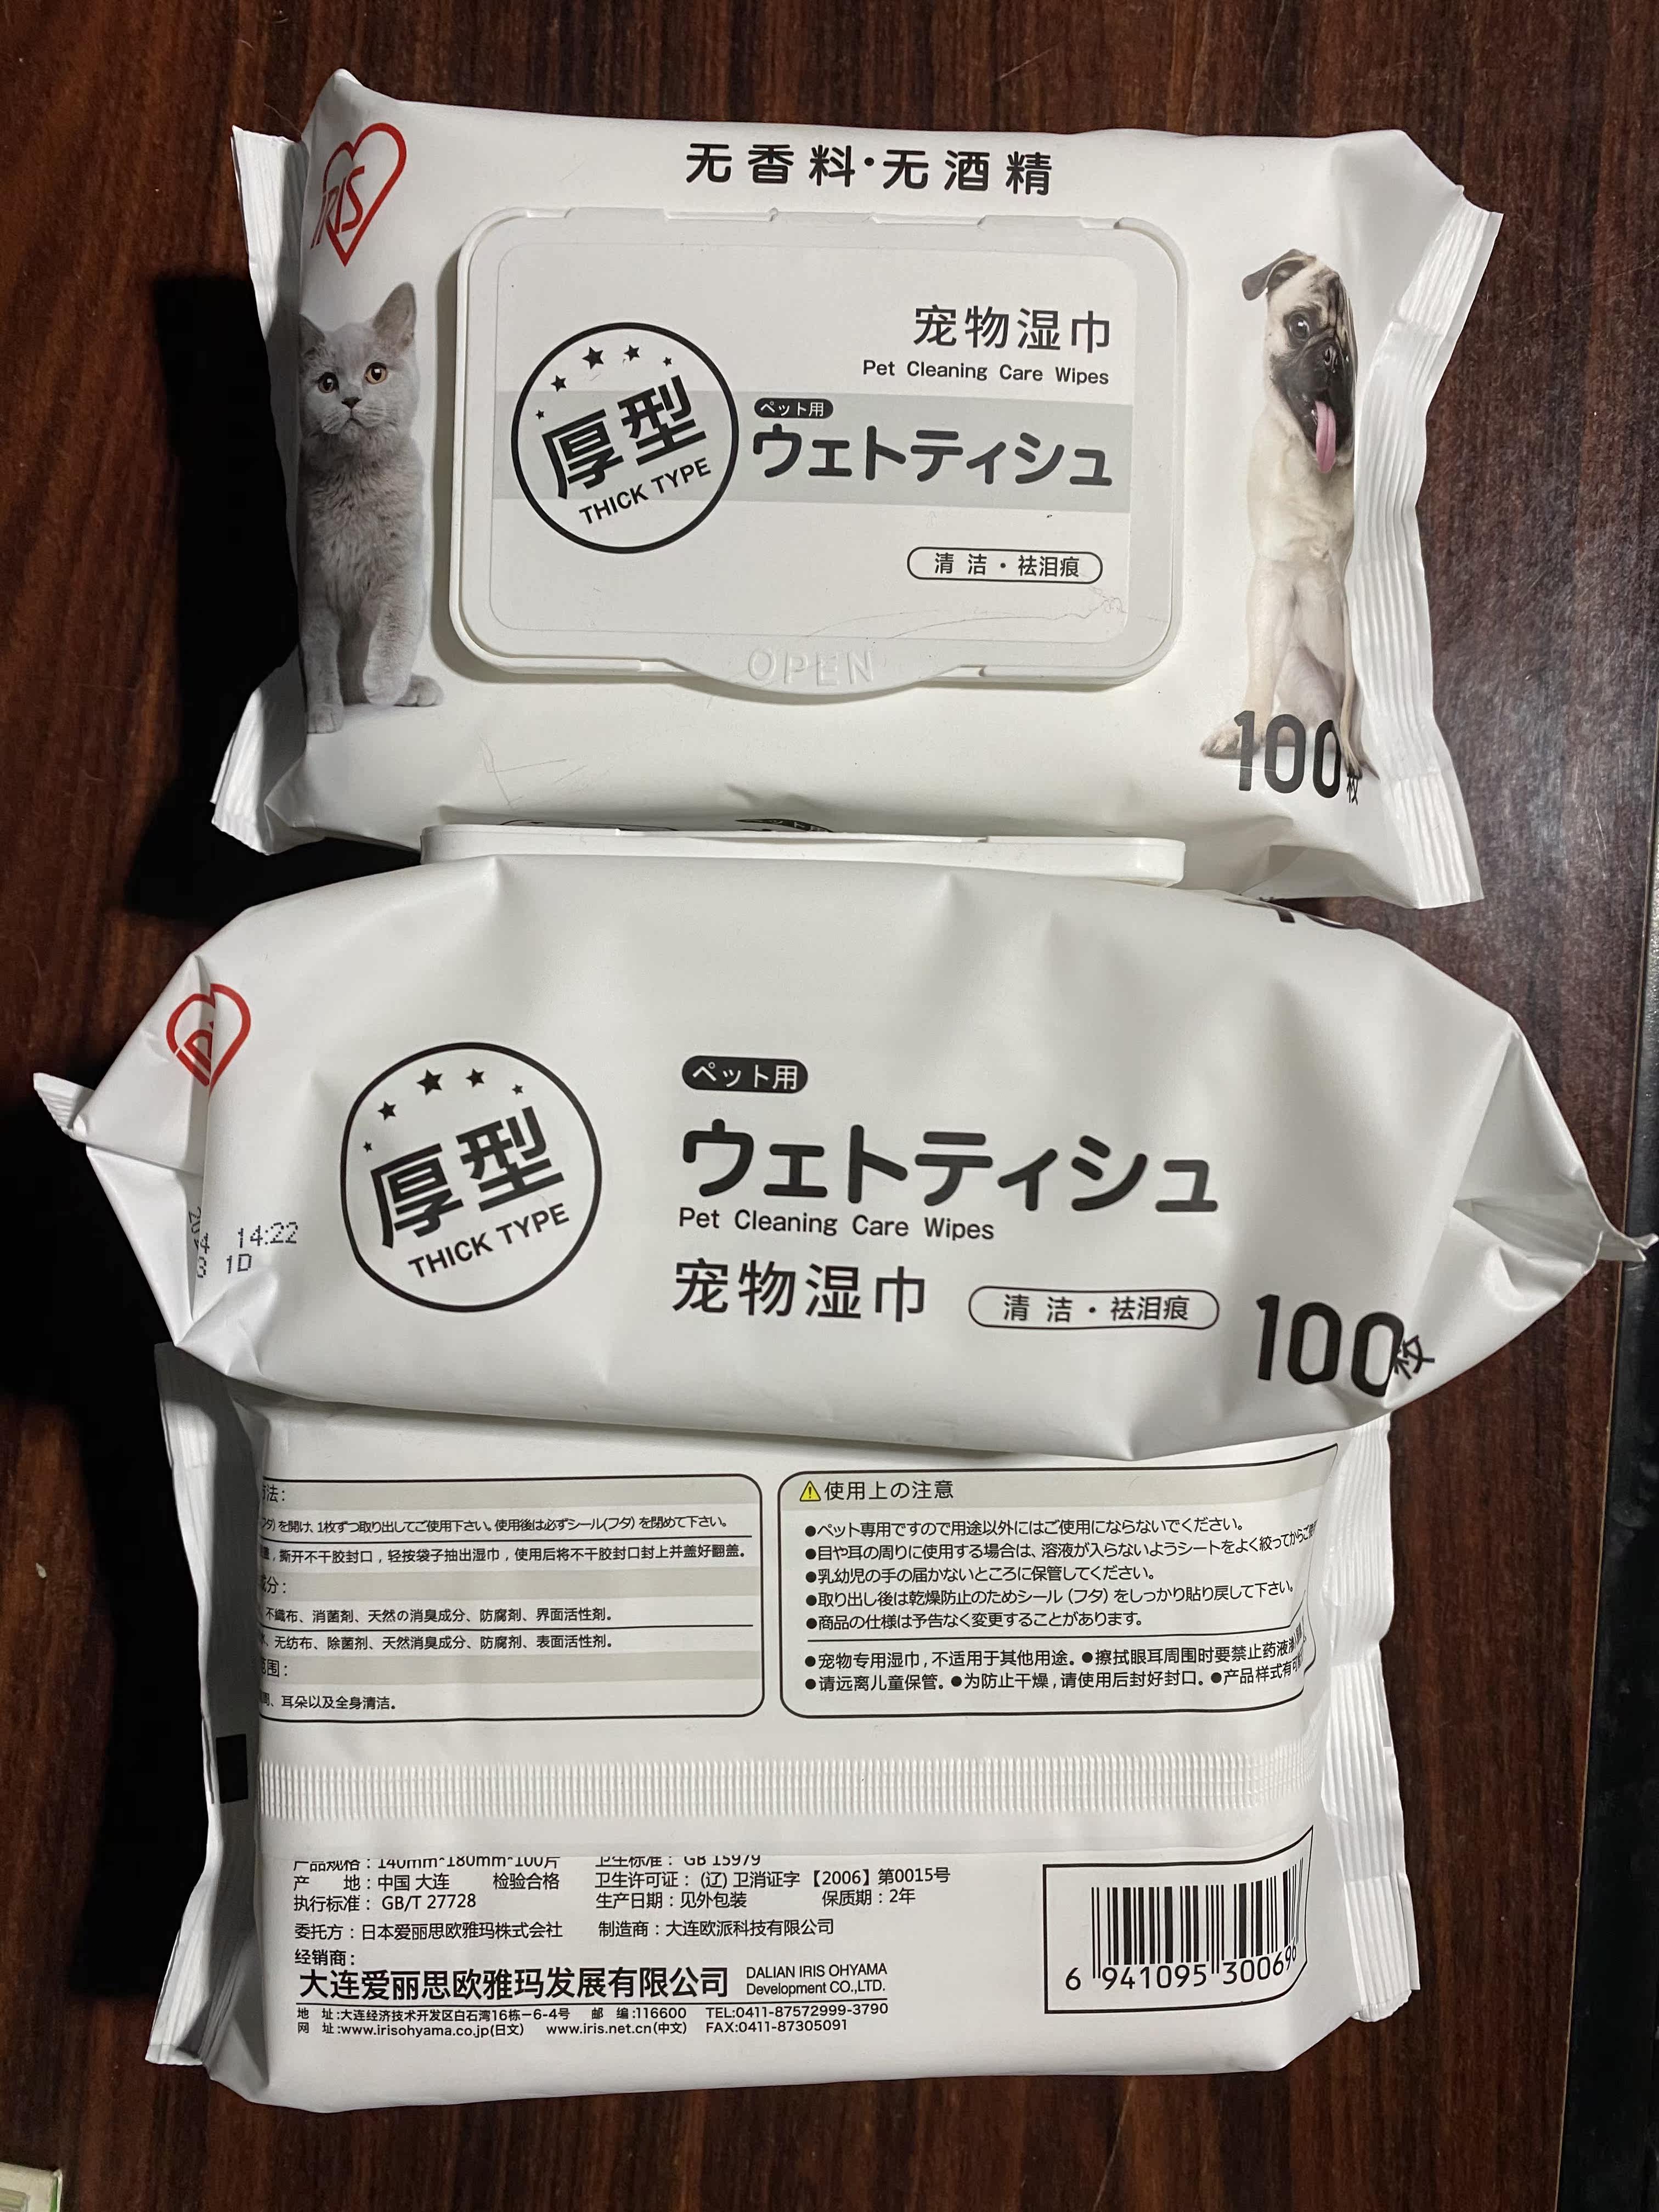 IRIS
无香料·无酒精
宠物湿巾
Pet Cleaning Care Wipes
厚型
THICK TYPE
ペット用
ウェトティシュ
清洁·祛泪痕
OPEN
100枚
14:22
1D
厚型
THICK TYPE
ペット用
ウェトティシュ
Pet Cleaning Care Wipes
宠物湿巾
清洁·祛泪痕
100枚
法:
を開け、1枚ずつ取り出してご使用下さい。使用後は必ずシール(フタ)を閉めて下さい。
撕开不干胶封口，轻按袋子抽出湿巾，使用后将不干胶封口封上并盖好翻盖。
成分:
不織布、消菌剤、天然の消臭成分、防腐剤、界面活性剤。
无纺布、除菌剂、天然消臭成分、防腐剂、表面活性剂。
范围:
耳朵以及全身清洁。
⚠使用上の注意
●ペット専用ですので用途以外にはご使用にならないでください。
●目や耳の周りに使用する場合は、溶液が入らないようシートをよく絞ってからご
●乳幼児の手の届かないところに保管してください。
●取り出し後は乾燥防止のためシール（フタ）をしっかり貼り戻して下さい。
●商品の仕様は予告なく変更することがあります。
●宠物专用湿巾,不适用于其他用途。●擦拭眼耳周围时要禁止药液
●请远离儿童保管。●为防止干燥,请使用后封好封口。●产品样式有
产品规格：140mm*180mm*100片
卫生标准：GB 15979
产 地：中国 大连 检验合格
卫生许可证：(辽) 卫消证字【2006】第0015号
执行标准：GB/T 27728
生产日期：见外包装 保质期：2年
委托方：日本爱丽思欧雅玛株式会社 制造商：大连欧派科技有限公司
经销商：
大连爱丽思欧雅玛发展有限公司
DALIAN IRIS OHYAMA
Development CO.,LTD.
地 址:大连经济技术开发区白石湾16栋-6-4号 邮 编:116600 TEL:0411-87572999-3790
网 址:www.irisohyama.co.jp(日文) www.iris.net.cn(中文) FAX:0411-87305091
6 941095 300696